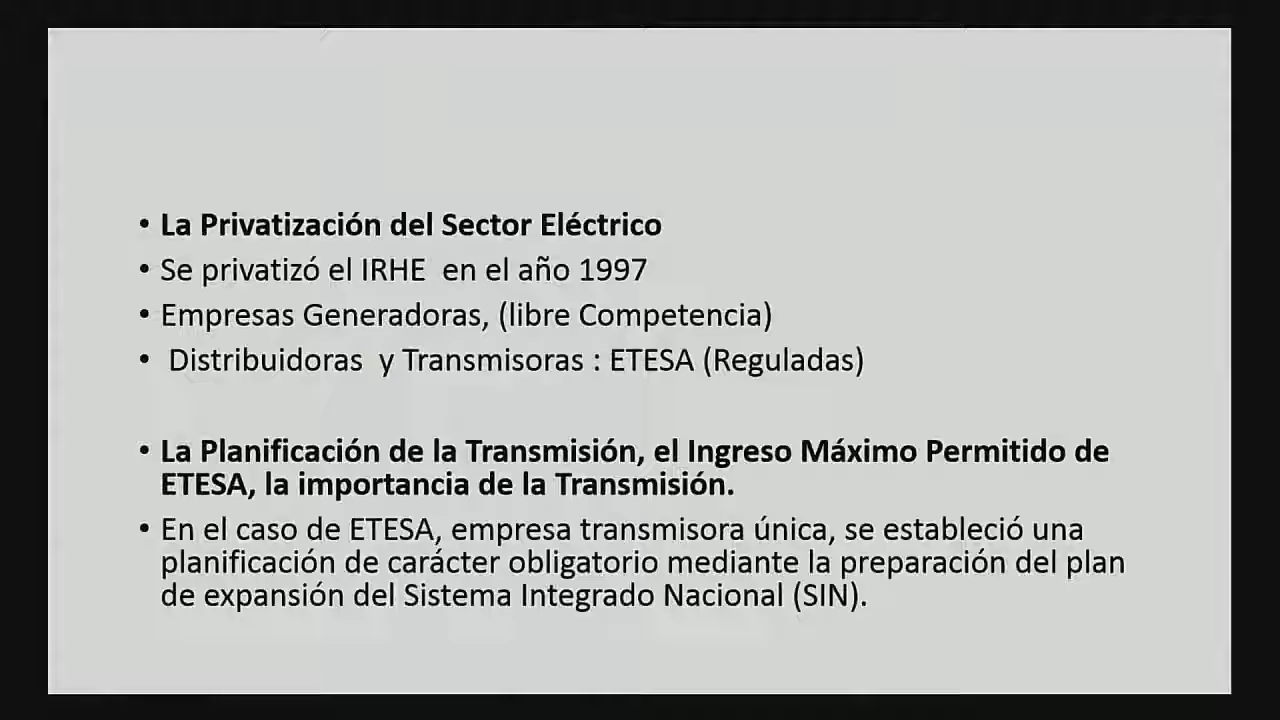 • La Privatización del Sector Eléctrico
• Se privatizó el IRHE en el año 1997
• Empresas Generadoras, (libre Competencia)
• Distribuidoras y Transmisoras : ETESA (Reguladas)
• La Planificación de la Transmisión, el Ingreso Máximo Permitido de
ETESA, la importancia de la Transmisión.
• En el caso de ETESA, empresa transmisora única, se estableció una
planificación de carácter obligatorio mediante la preparación del plan
de expansión del Sistema Integrado Nacional (SIN).